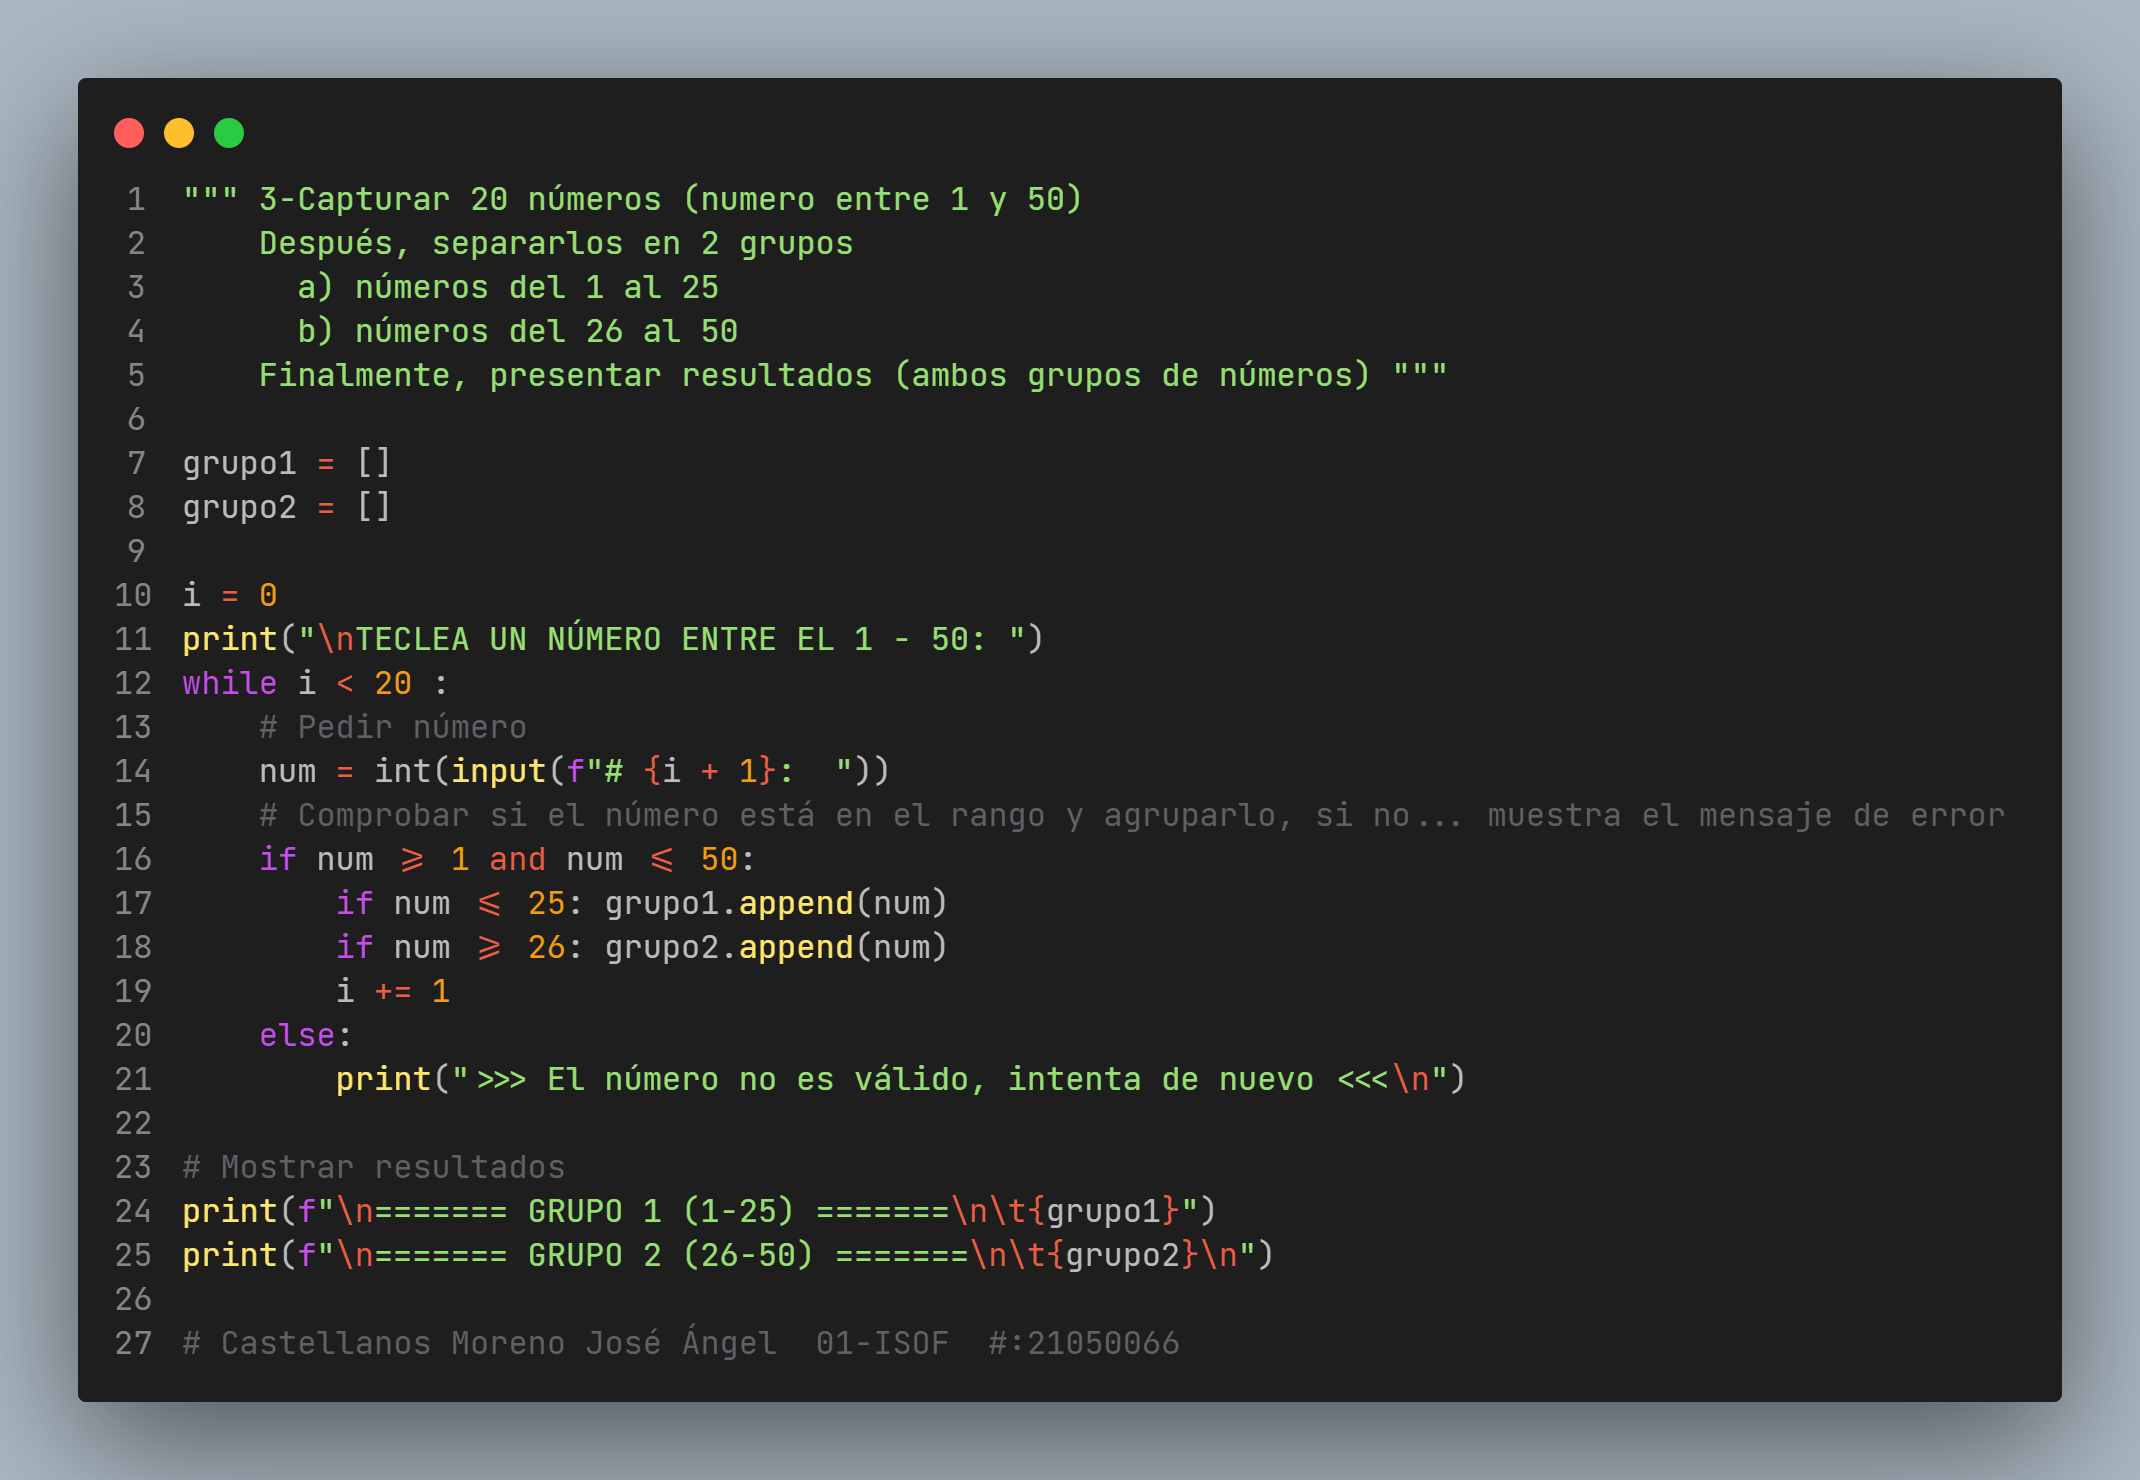 1 """ 3-Capturar 20 números (numero entre 1 y 50)
2     Después, separarlos en 2 grupos
3       a) números del 1 al 25
4       b) números del 26 al 50
5     Finalmente, presentar resultados (ambos grupos de números) """
6
7 grupo1 = []
8 grupo2 = []
9
10 i = 0
11 print("\nTECLEA UN NÚMERO ENTRE EL 1 - 50: ")
12 while i < 20 :
13     # Pedir número
14     num = int(input(f"# {i + 1}:  "))
15     # Comprobar si el número está en el rango y agruparlo, si no... muestra el mensaje de error
16     if num >= 1 and num <= 50:
17         if num <= 25: grupo1.append(num)
18         if num >= 26: grupo2.append(num)
19         i += 1
20     else:
21         print(">>> El número no es válido, intenta de nuevo <<<\n")
22
23 # Mostrar resultados
24 print(f"\n======= GRUPO 1 (1-25) =======\n\t{grupo1}")
25 print(f"\n======= GRUPO 2 (26-50) =======\n\t{grupo2}\n")
26
27 # Castellanos Moreno José Ángel  01-ISOF  #:21050066